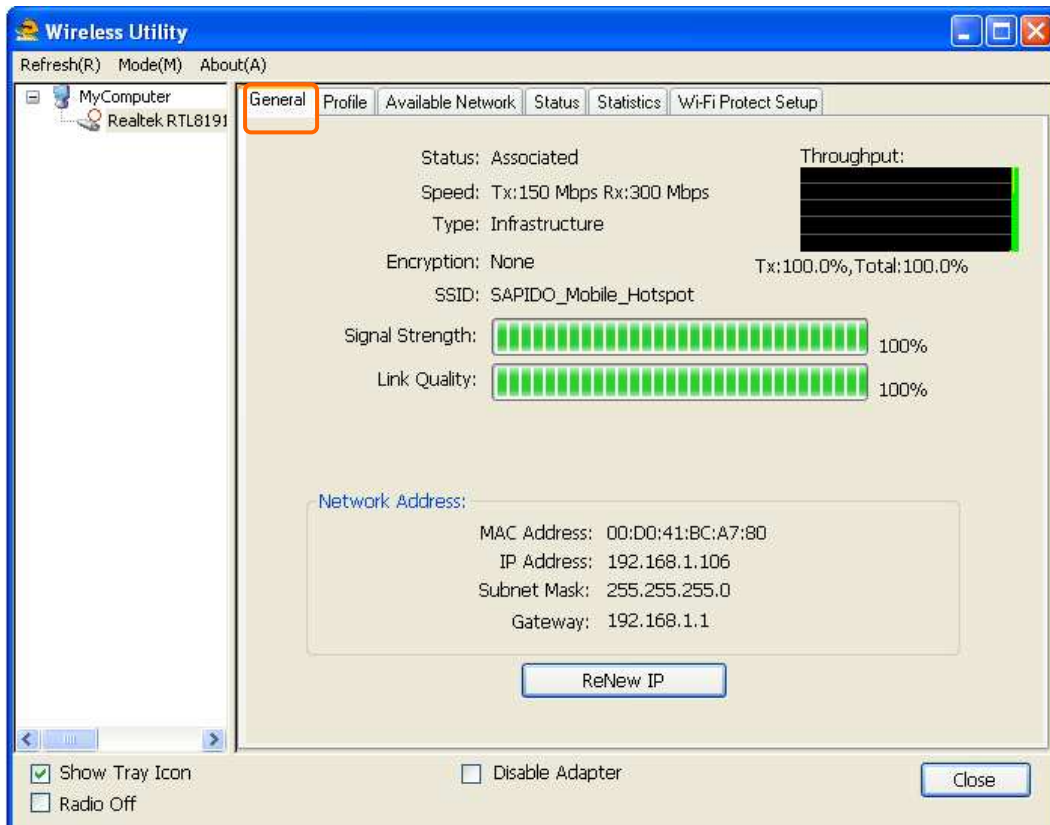 Wireless Utility
Refresh(R) Mode(M) About(A)
MyComputer
Realtek RTL8191
General Profile Available Network Status Statistics Wi-Fi Protect Setup
Status: Associated
Throughput:
Speed: Tx:150 Mbps Rx:300 Mbps
Type: Infrastructure
Encryption: None
Tx:100.0%,Total:100.0%
SSID: SAPIDO_Mobile_Hotspot
Signal Strength: 100%
Link Quality: 100%
Network Address:
MAC Address: 00:D0:41:BC:A7:80
IP Address: 192.168.1.106
Subnet Mask: 255.255.255.0
Gateway: 192.168.1.1
ReNew IP
Show Tray Icon
Disable Adapter
Radio Off
Close